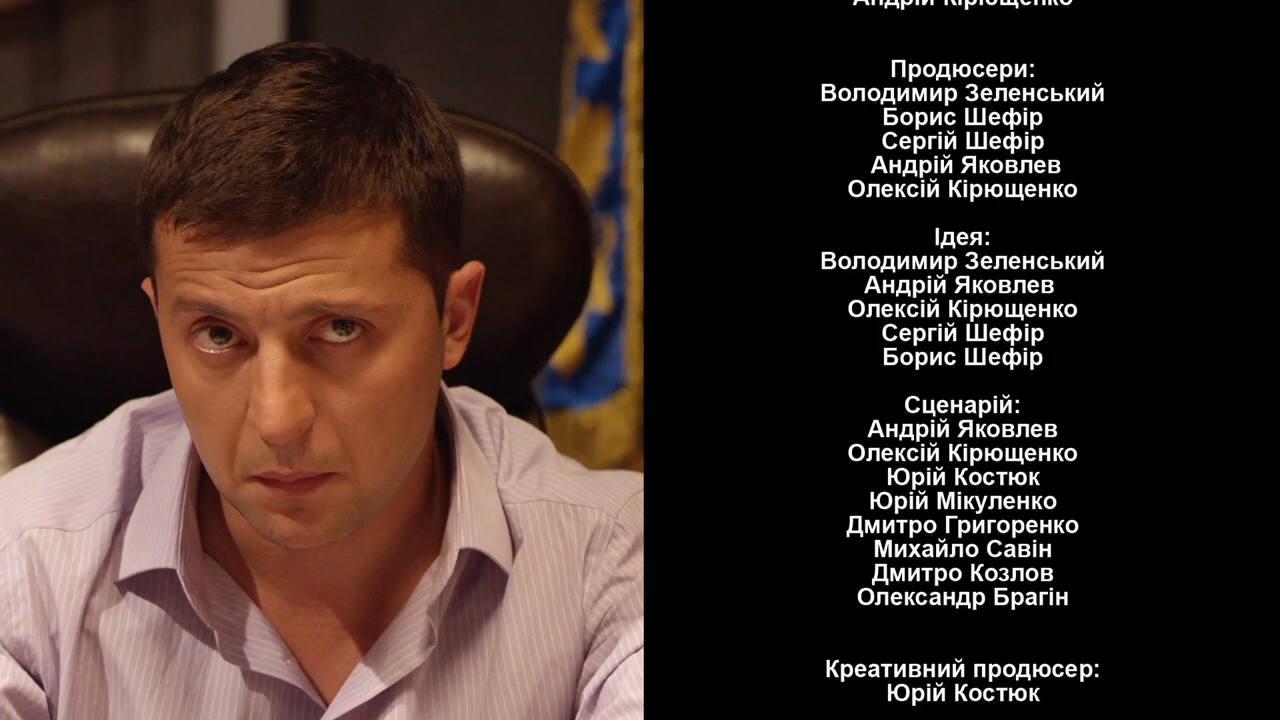 Андрій Кірющенко
Продюсери:
Володимир Зеленський
Борис Шефір
Сергій Шефір
Андрій Яковлев
Олексій Кірющенко
Ідея:
Володимир Зеленський
Андрій Яковлев
Олексій Кірющенко
Сергій Шефір
Борис Шефір
Сценарій:
Андрій Яковлев
Олексій Кірющенко
Юрій Костюк
Юрій Мікуленко
Дмитро Григоренко
Михайло Савін
Дмитро Козлов
Олександр Брагін
Креативний продюсер:
Юрій Костюк